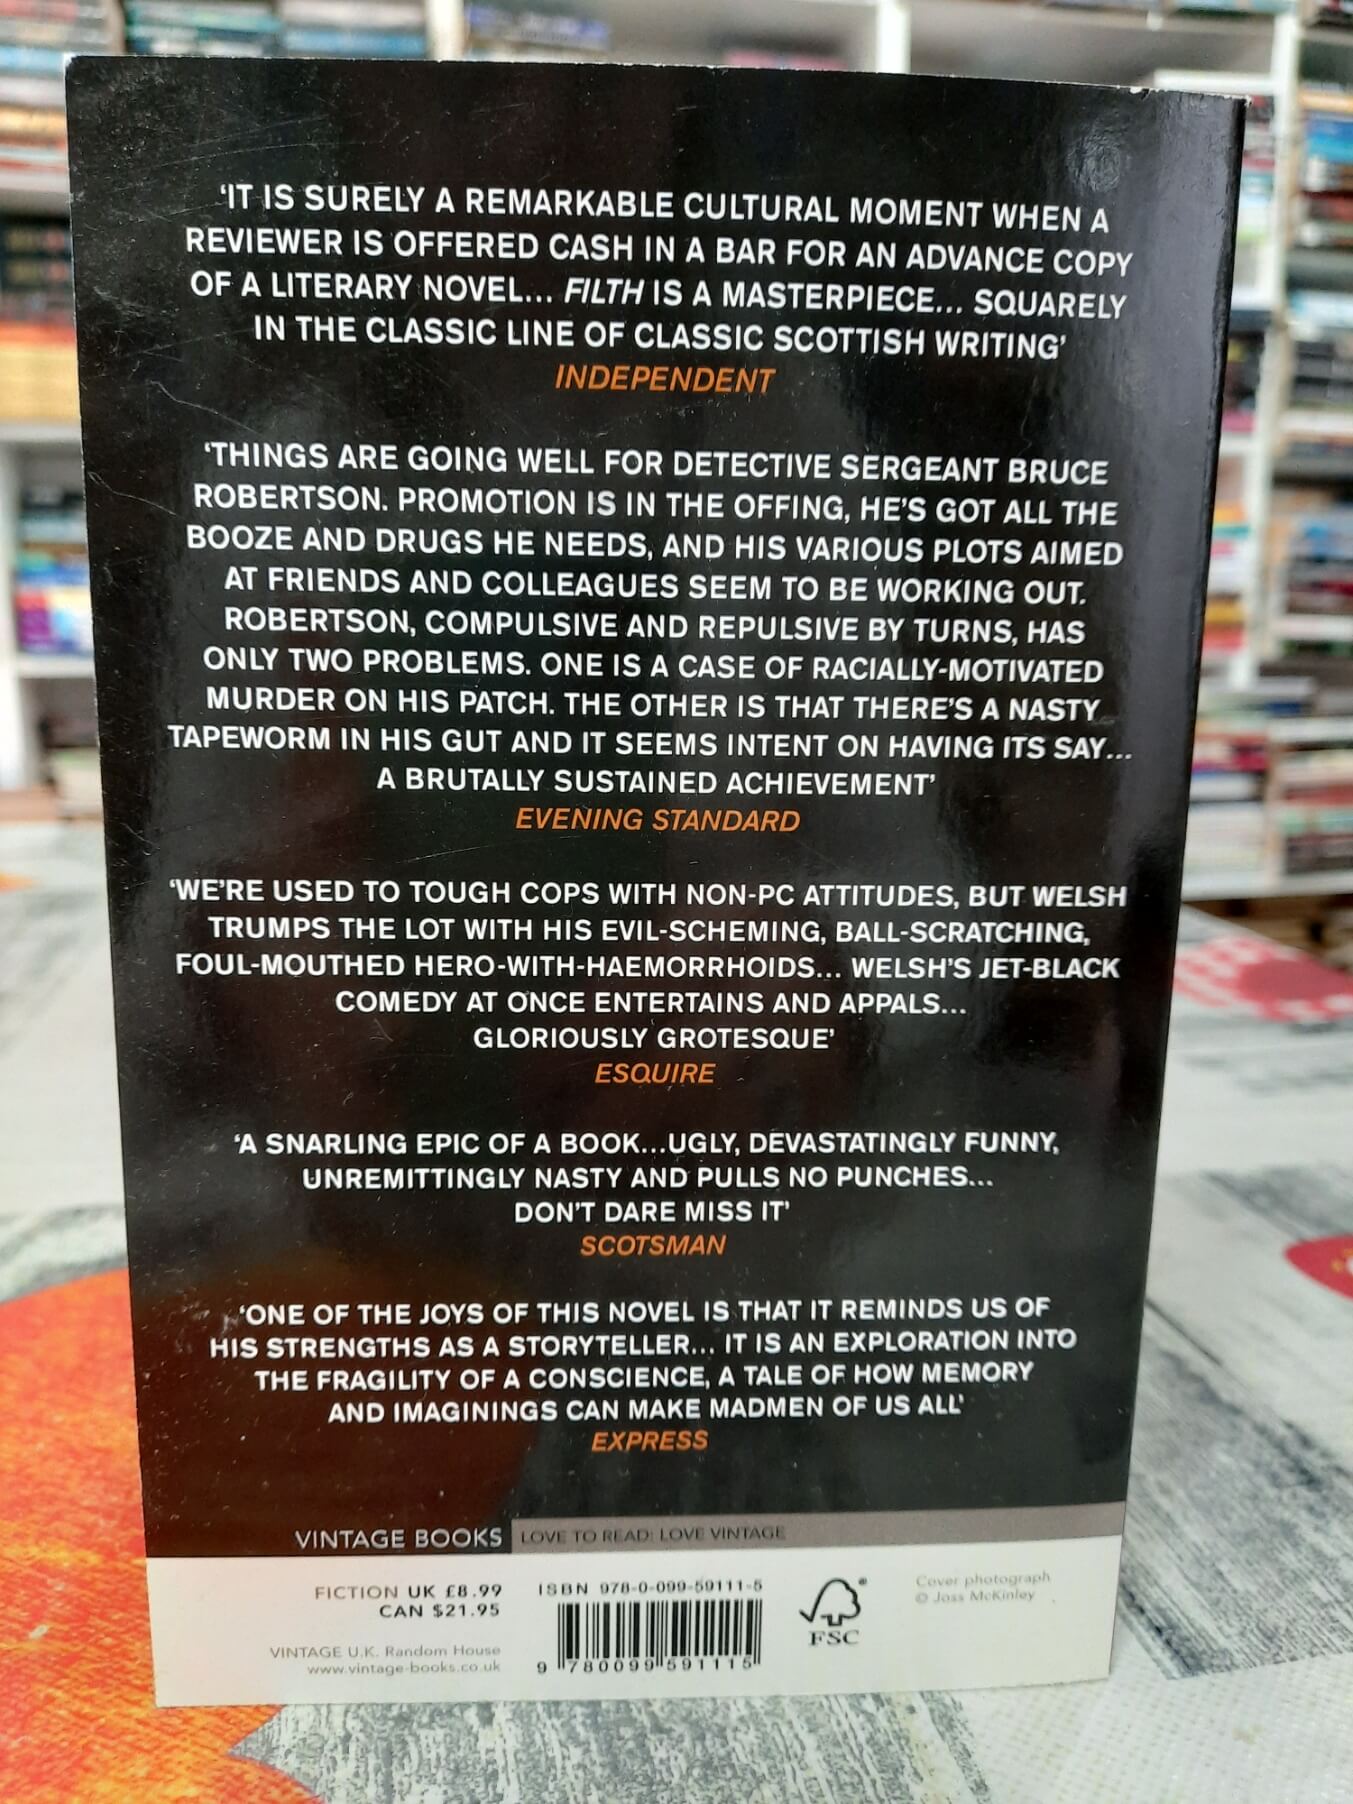 ‘IT IS SURELY A REMARKABLE CULTURAL MOMENT WHEN A
REVIEWER IS OFFERED CASH IN A BAR FOR AN ADVANCE COPY
OF A LITERARY NOVEL... FILTH IS A MASTERPIECE... SQUARELY
IN THE CLASSIC LINE OF CLASSIC SCOTTISH WRITING’
INDEPENDENT
‘THINGS ARE GOING WELL FOR DETECTIVE SERGEANT BRUCE
ROBERTSON. PROMOTION IS IN THE OFFING, HE’S GOT ALL THE
BOOZE AND DRUGS HE NEEDS, AND HIS VARIOUS PLOTS AIMED
AT FRIENDS AND COLLEAGUES SEEM TO BE WORKING OUT.
ROBERTSON, COMPULSIVE AND REPULSIVE BY TURNS, HAS
ONLY TWO PROBLEMS. ONE IS A CASE OF RACIALLY-MOTIVATED
MURDER ON HIS PATCH. THE OTHER IS THAT THERE’S A NASTY
TAPEWORM IN HIS GUT AND IT SEEMS INTENT ON HAVING ITS SAY...
A BRUTALLY SUSTAINED ACHIEVEMENT’
EVENING STANDARD
‘WE’RE USED TO TOUGH COPS WITH NON-PC ATTITUDES, BUT WELSH
TRUMPS THE LOT WITH HIS EVIL-SCHEMING, BALL-SCRATCHING,
FOUL-MOUTHED HERO-WITH-HAEMORRHOIDS... WELSH’S JET-BLACK
COMEDY AT ONCE ENTERTAINS AND APPALS...
GLORIOUSLY GROTESQUE’
ESQUIRE
‘A SNARLING EPIC OF A BOOK...UGLY, DEVASTATINGLY FUNNY,
UNREMITTINGLY NASTY AND PULLS NO PUNCHES...
DON’T DARE MISS IT’
SCOTSMAN
‘ONE OF THE JOYS OF THIS NOVEL IS THAT IT REMINDS US OF
HIS STRENGTHS AS A STORYTELLER... IT IS AN EXPLORATION INTO
THE FRAGILITY OF A CONSCIENCE, A TALE OF HOW MEMORY
AND IMAGININGS CAN MAKE MADMEN OF US ALL’
EXPRESS
VINTAGE BOOKS LOVE TO READ: LOVE VINTAGE
FICTION UK £8.99
CAN $21.95
VINTAGE U.K. Random House
www.vintage-books.co.uk
ISBN 978-0-099-59111-5
9 780099 591115
® FSC
Cover photograph
© Joss McKinley